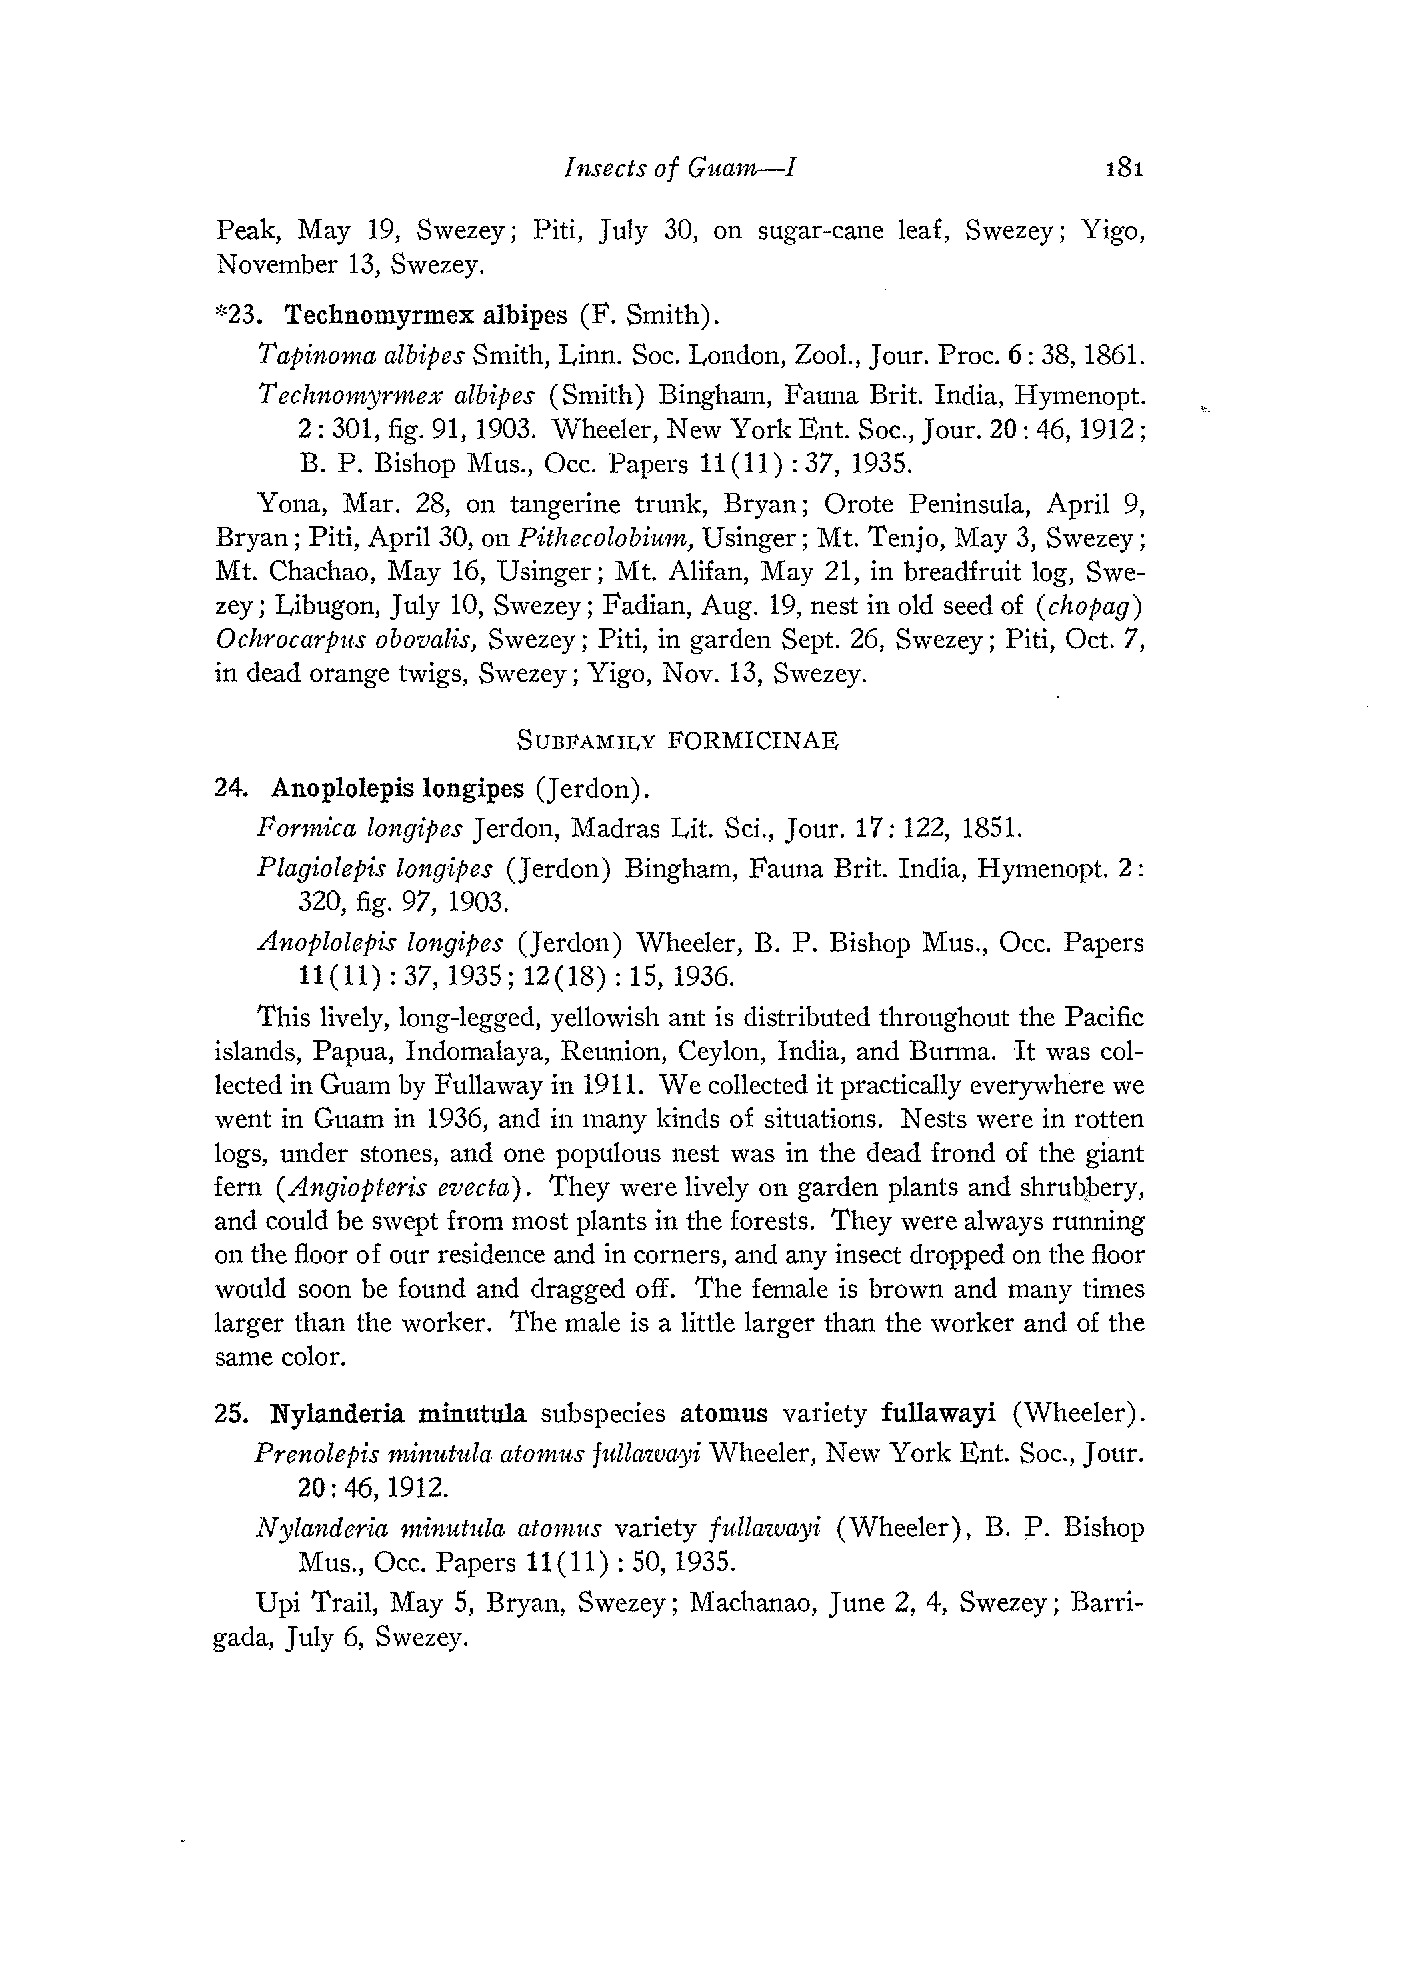 Insects of Guam—I 181
Peak, May 19, Swezey; Piti, July 30, on sugar-cane leaf, Swezey; Yigo,
November 13, Swezey.
*23. Technomyrmex albipes (F. Smith).
Tapinoma albipes Smith, Linn. Soc. London, Zool., Jour. Proc. 6: 38, 1861.
Technomyrmex albipes (Smith) Bingham, Fauna Brit. India, Hymenopt.
2: 301, fig. 91, 1903. Wheeler, New York Ent. Soc., Jour. 20: 46, 1912;
B. P. Bishop Mus., Occ. Papers 11(11): 37, 1935.
Yona, Mar. 28, on tangerine trunk, Bryan; Orote Peninsula, April 9,
Bryan; Piti, April 30, on Pithecolobium, Usinger; Mt. Tenjo, May 3, Swezey;
Mt. Chachao, May 16, Usinger; Mt. Alifan, May 21, in breadfruit log, Swe-
zey; Libugon, July 10, Swezey; Fadian, Aug. 19, nest in old seed of (chopag)
Ochrocarpus obovalis, Swezey; Piti, in garden Sept. 26, Swezey; Piti, Oct. 7,
in dead orange twigs, Swezey; Yigo, Nov. 13, Swezey.
SUBFAMILY FORMICINAE
24. Anoplolepis longipes (Jerdon).
Formica longipes Jerdon, Madras Lit. Sci., Jour. 17: 122, 1851.
Plagiolepis longipes (Jerdon) Bingham, Fauna Brit. India, Hymenopt. 2:
320, fig. 97, 1903.
Anoplolepis longipes (Jerdon) Wheeler, B. P. Bishop Mus., Occ. Papers
11(11): 37, 1935; 12(18): 15, 1936.
This lively, long-legged, yellowish ant is distributed throughout the Pacific
islands, Papua, Indomalaya, Reunion, Ceylon, India, and Burma. It was col-
lected in Guam by Fullaway in 1911. We collected it practically everywhere we
went in Guam in 1936, and in many kinds of situations. Nests were in rotten
logs, under stones, and one populous nest was in the dead frond of the giant
fern (Angiopteris evecta). They were lively on garden plants and shrubbery,
and could be swept from most plants in the forests. They were always running
on the floor of our residence and in corners, and any insect dropped on the floor
would soon be found and dragged off. The female is brown and many times
larger than the worker. The male is a little larger than the worker and of the
same color.
25. Nylanderia minutula subspecies atomus variety fullawayi (Wheeler).
Prenolepis minutula atomus fullawayi Wheeler, New York Ent. Soc., Jour.
20: 46, 1912.
Nylanderia minutula atomus variety fullawayi (Wheeler), B. P. Bishop
Mus., Occ. Papers 11(11): 50, 1935.
Upi Trail, May 5, Bryan, Swezey; Machanao, June 2, 4, Swezey; Barri-
gada, July 6, Swezey.